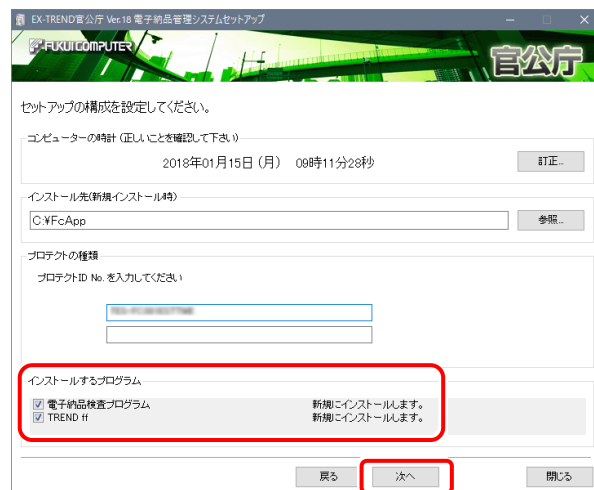 EX-TREND官公庁 Ver.18 電子納品管理システムセットアップ
FUKUI COMPUTER
官公庁
セットアップの構成を設定してください。
コンピューターの時計 (正しいことを確認して下さい)
2018年01月15日 (月) 09時11分28秒
訂正...
インストール先(新規インストール時)
C:¥FcApp
参照...
プロテクトの種類
プロテクトID No. を入力してください
インストールするプログラム
電子納品検査プログラム 新規にインストールします。
TREND ff 新規にインストールします。
戻る 次へ 閉じる